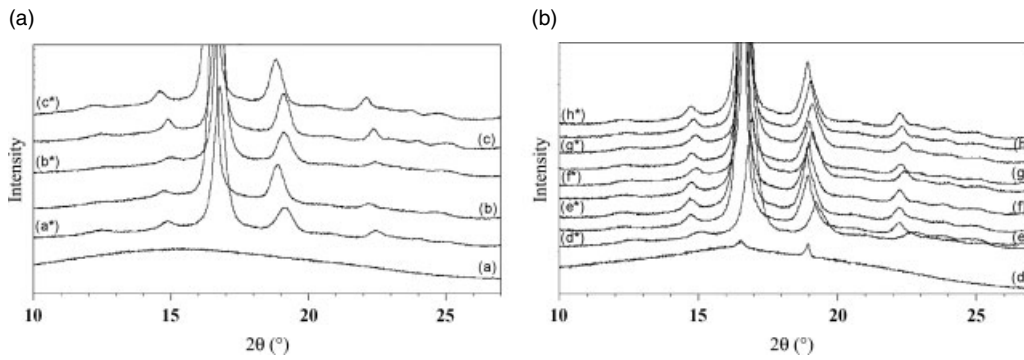 (a)
(b)
Intensity
(c*)
(c)
(b*)
(b)
(a*)
(a)
10 15 20 25
2θ (°)
Intensity
(h*)
(g*)
(g
(f*)
(f
(e*)
(e
(d*)
(d
10 15 20 25
2θ (°)